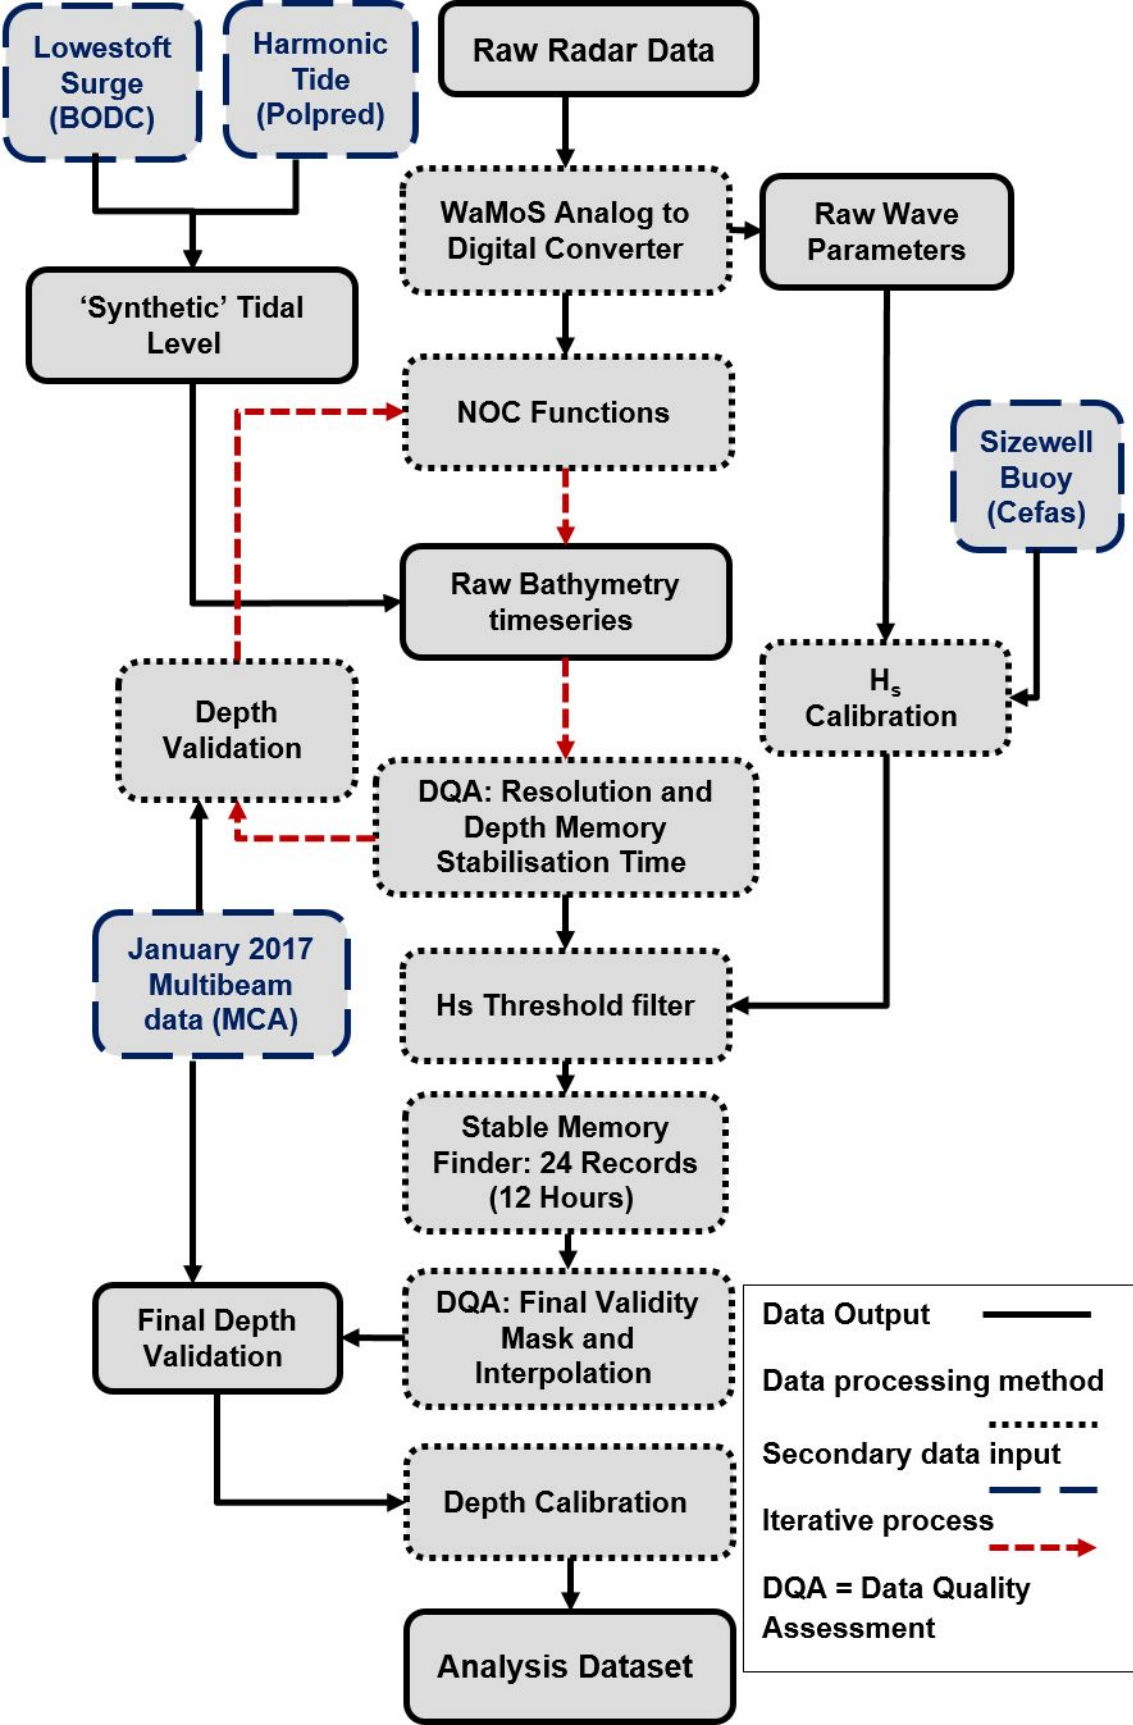 Lowestoft
Surge
(BODC)
Harmonic
Tide
(Polpred)
Raw Radar Data
WaMoS Analog to
Digital Converter
Raw Wave
Parameters
‘Synthetic’ Tidal
Level
NOC Functions
Sizewell
Buoy
(Cefas)
Raw Bathymetry
timeseries
Depth
Validation
Hs
Calibration
DQA: Resolution and
Depth Memory
Stabilisation Time
January 2017
Multibeam
data (MCA)
Hs Threshold filter
Stable Memory
Finder: 24 Records
(12 Hours)
Final Depth
Validation
DQA: Final Validity
Mask and
Interpolation
Depth Calibration
Analysis Dataset
Data Output
Data processing method
Secondary data input
Iterative process
DQA = Data Quality
Assessment